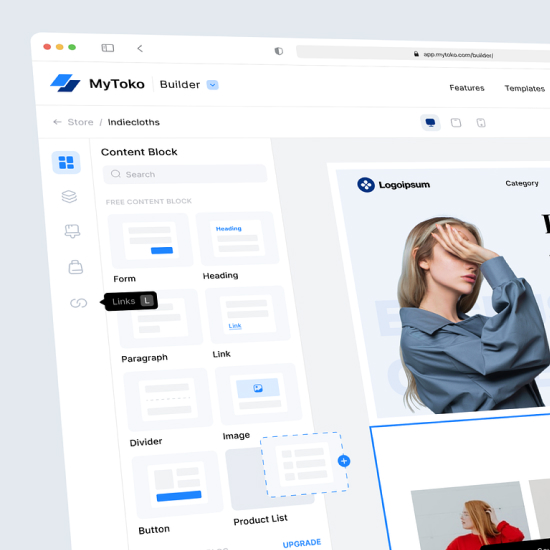 app.mytoko.com/builder/
MyToko
Builder
Features
Templates
Store / Indiecloths
Content Block
Search
FREE CONTENT BLOCK
Logoipsum
Category
Heading
Form
Heading
Links L
Link
Paragraph
Link
Divider
Image
Button
Product List
UPGRADE